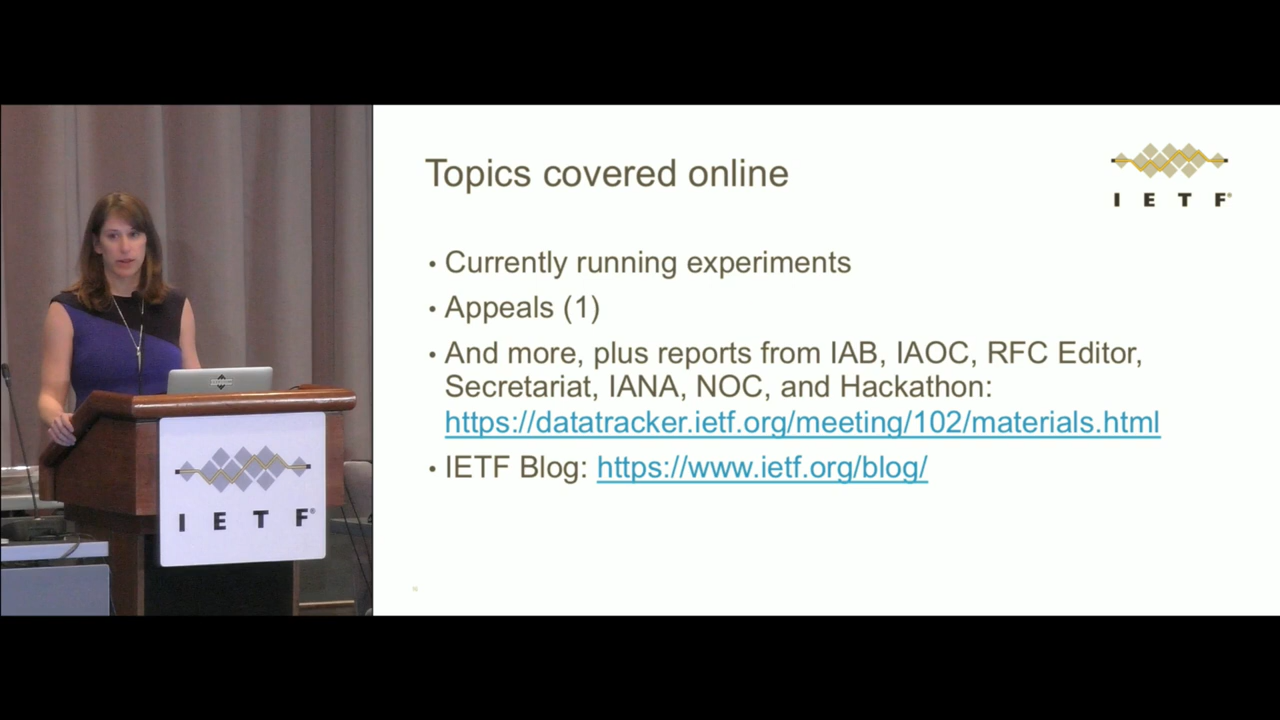 Topics covered online
IETF®
• Currently running experiments
• Appeals (1)
• And more, plus reports from IAB, IAOC, RFC Editor,
Secretariat, IANA, NOC, and Hackathon:
https://datatracker.ietf.org/meeting/102/materials.html
• IETF Blog: https://www.ietf.org/blog/
IETF®